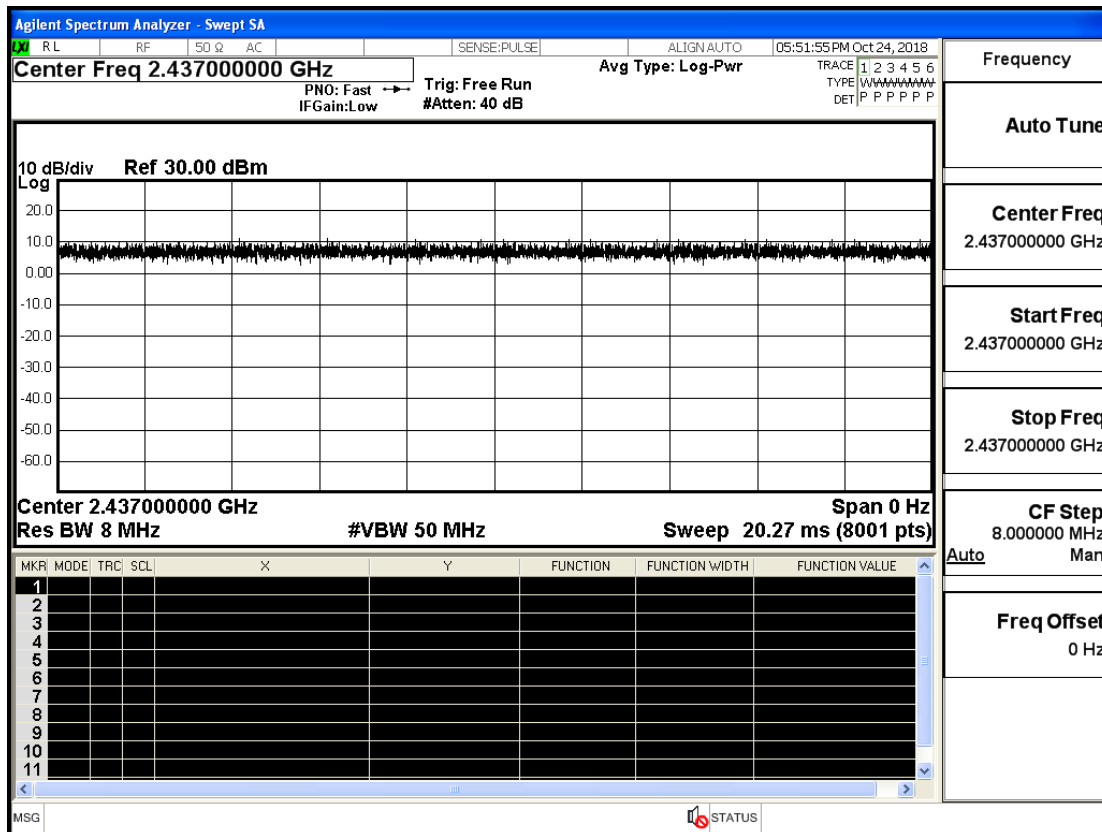 Agilent Spectrum Analyzer - Swept SA
LXI RL RF 50 Ω AC SENSE:PULSE ALIGN AUTO 05:51:55 PM Oct 24, 2018
Center Freq 2.437000000 GHz
PNO: Fast
IFGain:Low
Trig: Free Run
#Atten: 40 dB
Avg Type: Log-Pwr
TRACE 1 2 3 4 5 6
TYPE WWWWWW
DET P P P P P P
10 dB/div Ref 30.00 dBm
Log
20.0
10.0
0.00
-10.0
-20.0
-30.0
-40.0
-50.0
-60.0
Center 2.437000000 GHz Span 0 Hz
Res BW 8 MHz #VBW 50 MHz Sweep 20.27 ms (8001 pts)
MKR MODE TRC SCL X Y FUNCTION FUNCTION WIDTH FUNCTION VALUE
1
2
3
4
5
6
7
8
9
10
11
MSG STATUS
Frequency
Auto Tune
Center Freq
2.437000000 GHz
Start Freq
2.437000000 GHz
Stop Freq
2.437000000 GHz
CF Step
8.000000 MHz
Auto Man
Freq Offset
0 Hz